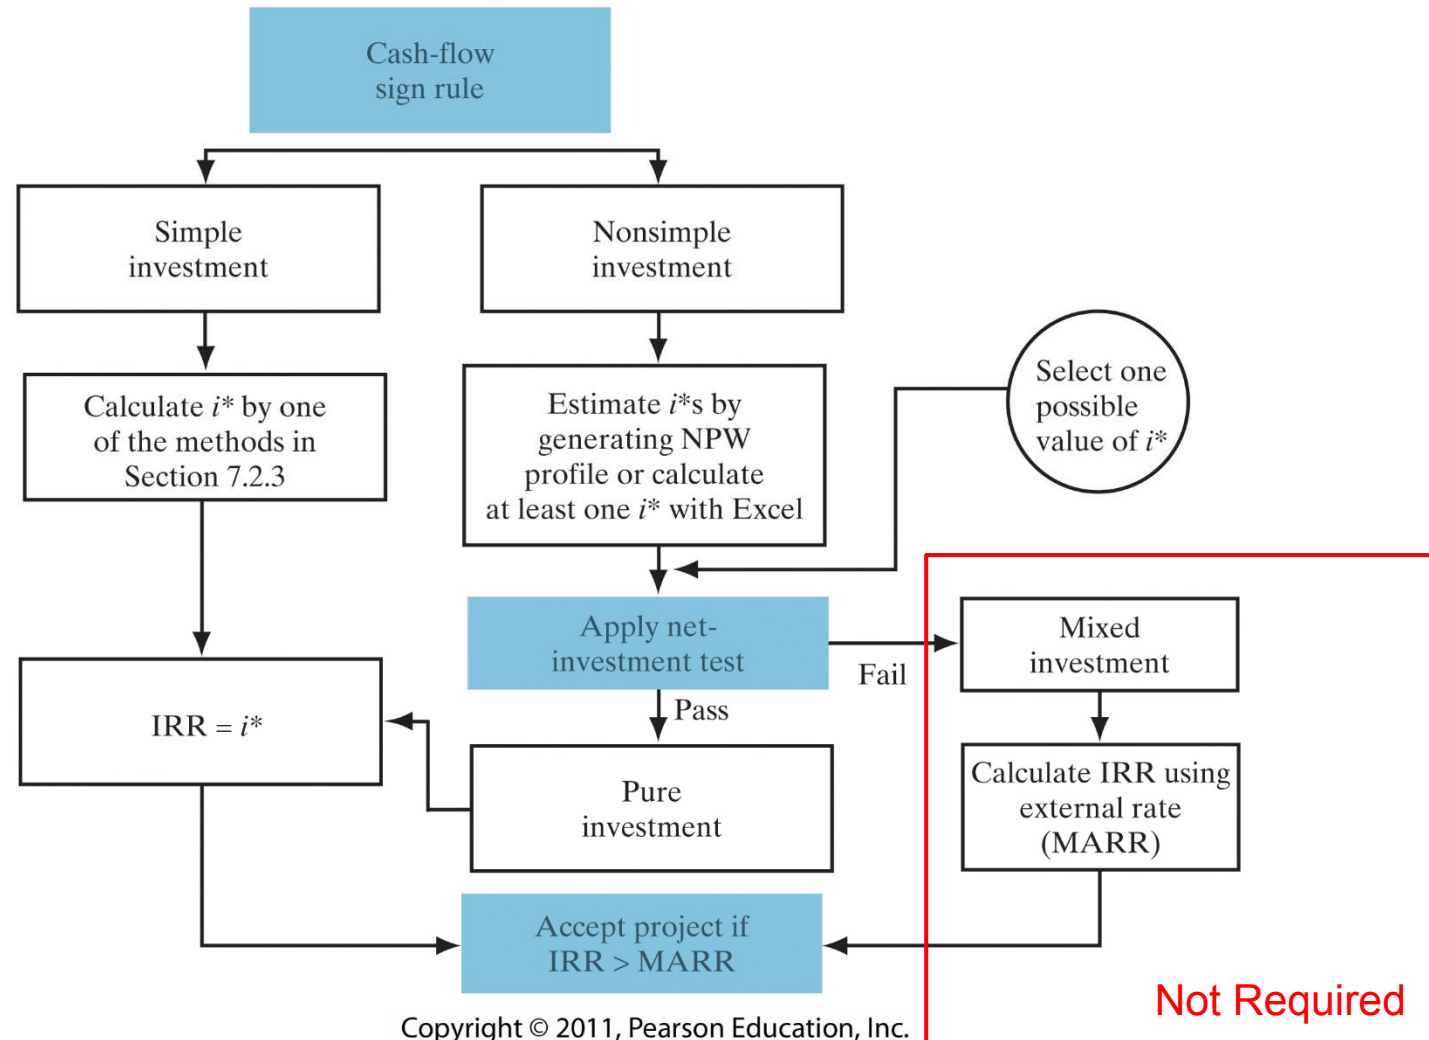 Cash-flow
sign rule
Simple
investment
Nonsimple
investment
Calculate i* by one
of the methods in
Section 7.2.3
Estimate i*s by
generating NPW
profile or calculate
at least one i* with Excel
Select one
possible
value of i*
Apply net-
investment test
Fail
Mixed
investment
Pass
IRR = i*
Pure
investment
Calculate IRR using
external rate
(MARR)
Accept project if
IRR > MARR
Not Required
Copyright © 2011, Pearson Education, Inc.